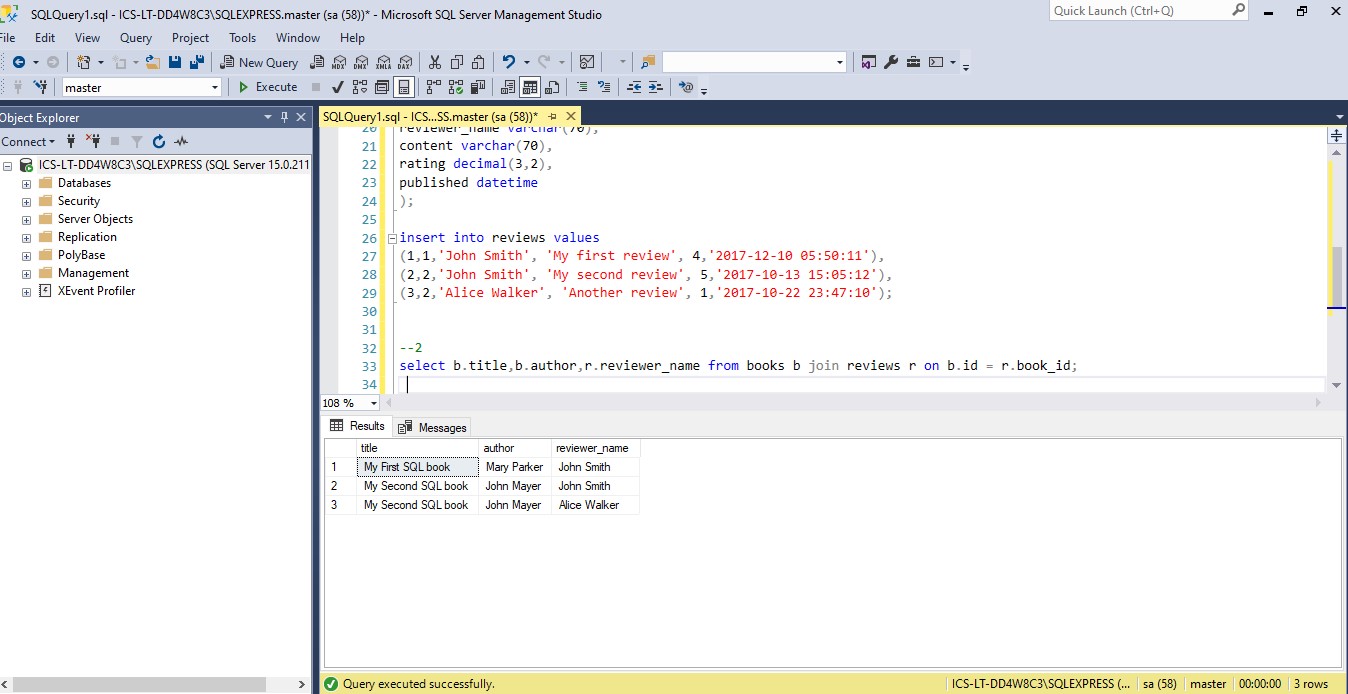 SQLQuery1.sql - ICS-LT-DD4W8C3\SQLEXPRESS.master (sa (58))* - Microsoft SQL Server Management Studio
Quick Launch (Ctrl+Q)
File Edit View Query Project Tools Window Help
New Query MDX DMX XMLA DAX
master Execute
Object Explorer
SQLQuery1.sql - ICS...SS.master (sa (58))*
Connect
ICS-LT-DD4W8C3\SQLEXPRESS (SQL Server 15.0.211
Databases
Security
Server Objects
Replication
PolyBase
Management
XEvent Profiler
20 reviewer_name varchar(70),
21 content varchar(70),
22 rating decimal(3,2),
23 published datetime
24 );
25
26 insert into reviews values
27 (1,1,'John Smith', 'My first review', 4,'2017-12-10 05:50:11'),
28 (2,2,'John Smith', 'My second review', 5,'2017-10-13 15:05:12'),
29 (3,2,'Alice Walker', 'Another review', 1,'2017-10-22 23:47:10');
30
31
32 --2
33 select b.title,b.author,r.reviewer_name from books b join reviews r on b.id = r.book_id;
34
108 %
Results Messages
title author reviewer_name
1 My First SQL book Mary Parker John Smith
2 My Second SQL book John Mayer John Smith
3 My Second SQL book John Mayer Alice Walker
Query executed successfully.
ICS-LT-DD4W8C3\SQLEXPRESS (... sa (58) master 00:00:00 3 rows